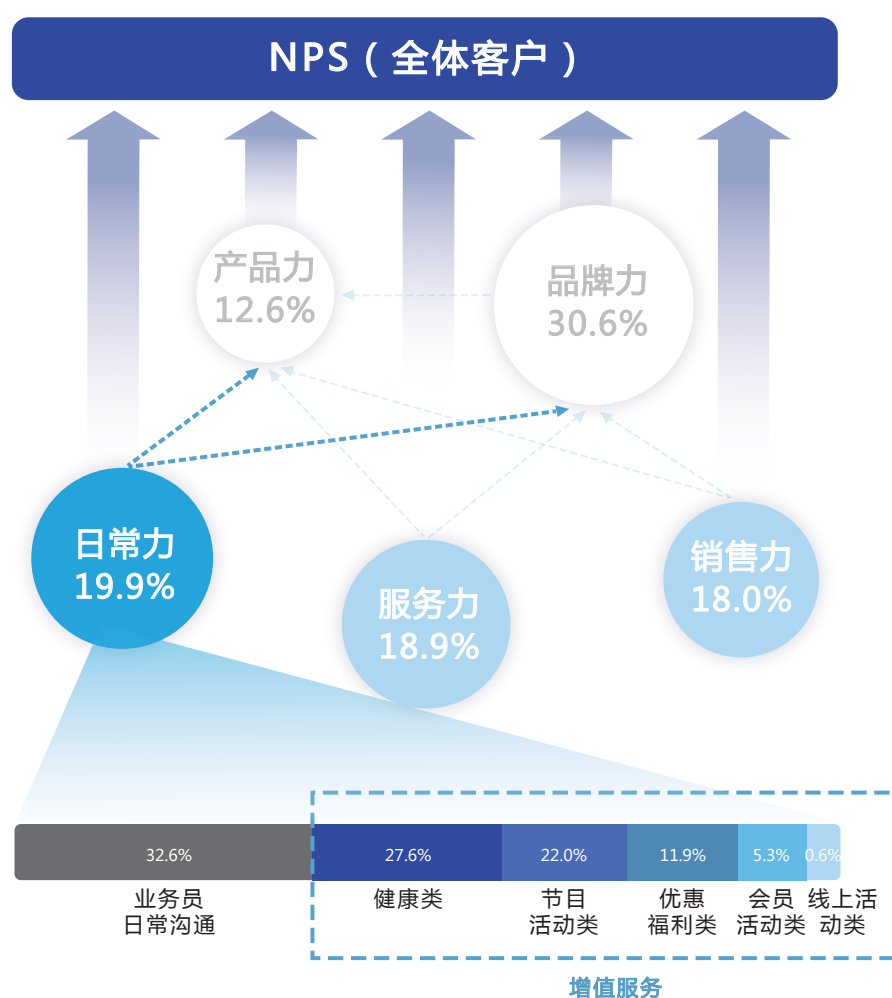 NPS（全体客户）
产品力
12.6%
品牌力
30.6%
日常力
19.9%
服务力
18.9%
销售力
18.0%
32.6%
27.6%
22.0%
11.9%
5.3%
0.6%
业务员
日常沟通
健康类
节目
活动类
优惠
福利类
会员
活动类
线上活
动类
增值服务